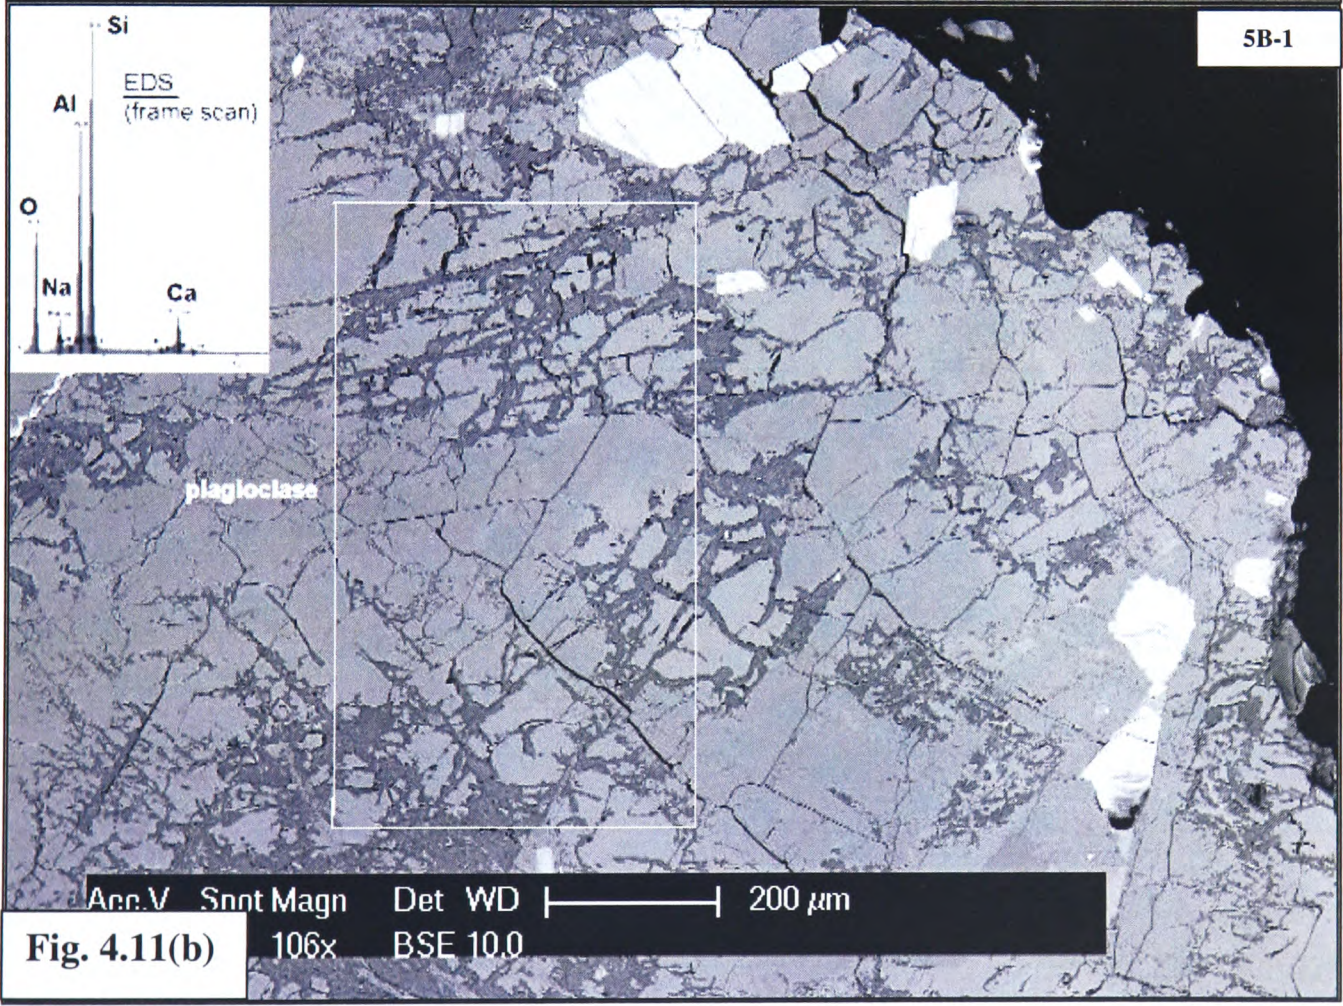 5B-1
Si
EDS
(frame scan)
Al
O
Na
Ca
plagioclase
Acc.V Spot Magn Det WD 200 µm
106x BSE 10.0
Fig. 4.11(b)